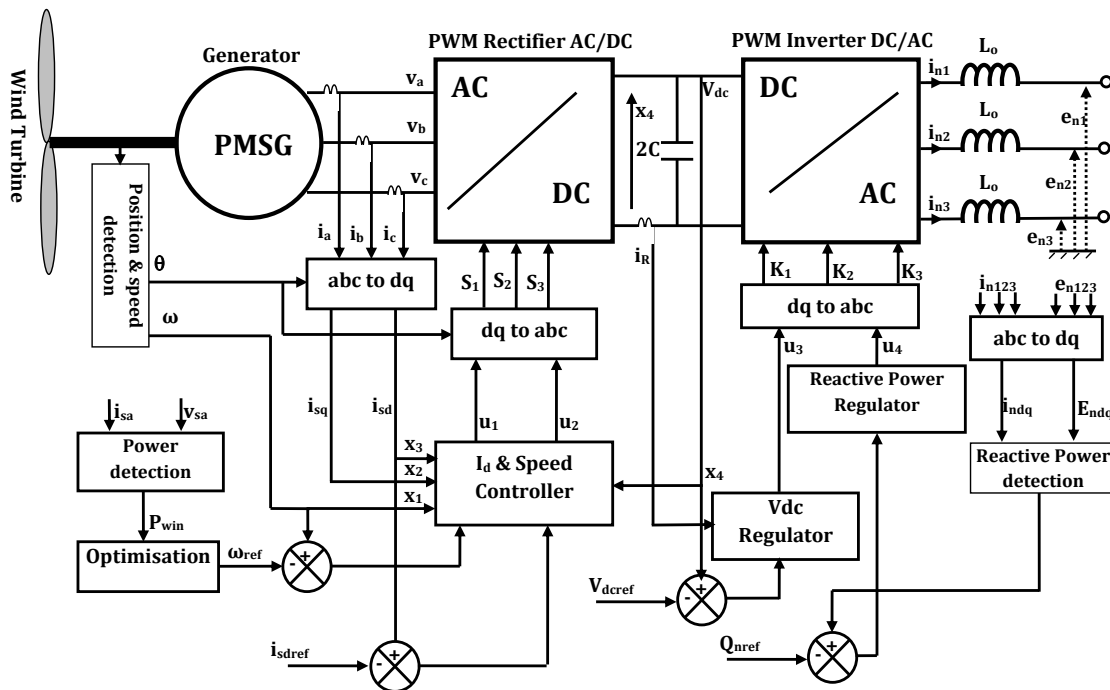 Wind Turbine
Generator
PMSG
Position & speed
detection
θ
ω
v_a
v_b
v_c
i_a
i_b
i_c
PWM Rectifier AC/DC
AC
DC
x_4
2C
V_dc
i_R
PWM Inverter DC/AC
DC
AC
i_n1
i_n2
i_n3
L_o
L_o
L_o
e_n1
e_n2
e_n3
abc to dq
S_1
S_2
S_3
dq to abc
K_1
K_2
K_3
dq to abc
i_n123
e_n123
abc to dq
i_sq
i_sd
u_1
u_2
u_3
u_4
Reactive Power
Regulator
i_ndq
E_ndq
Reactive Power
detection
i_sa
v_sa
Power
detection
P_win
Optimisation
ω_ref
- +
x_3
x_2
x_1
I_d & Speed
Controller
x_4
Vdc
Regulator
V_dcref
- +
i_sdref
- +
Q_nref
- +